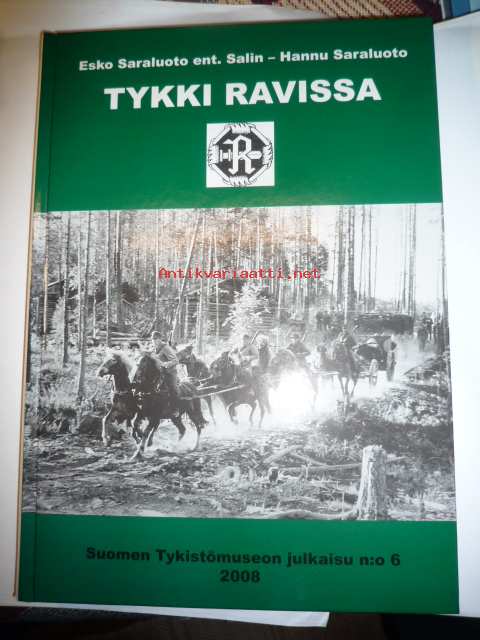 Esko Saraluoto ent. Salin – Hannu Saraluoto
TYKKI RAVISSA
R
Antikvariaatti.net
Suomen Tykistömuseon julkaisu n:o 6
2008